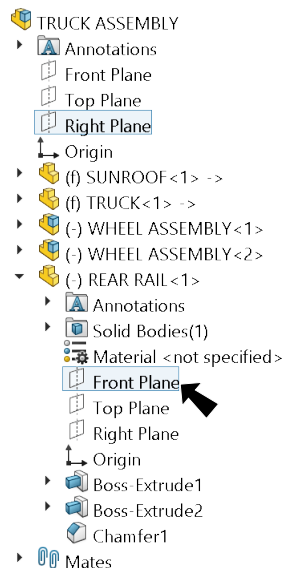 TRUCK ASSEMBLY
Annotations
Front Plane
Top Plane
Right Plane
Origin
(f) SUNROOF<1> ->
(f) TRUCK<1> ->
(-) WHEEL ASSEMBLY<1>
(-) WHEEL ASSEMBLY<2>
(-) REAR RAIL<1>
Annotations
Solid Bodies(1)
Material <not specified>
Front Plane
Top Plane
Right Plane
Origin
Boss-Extrude1
Boss-Extrude2
Chamfer1
Mates